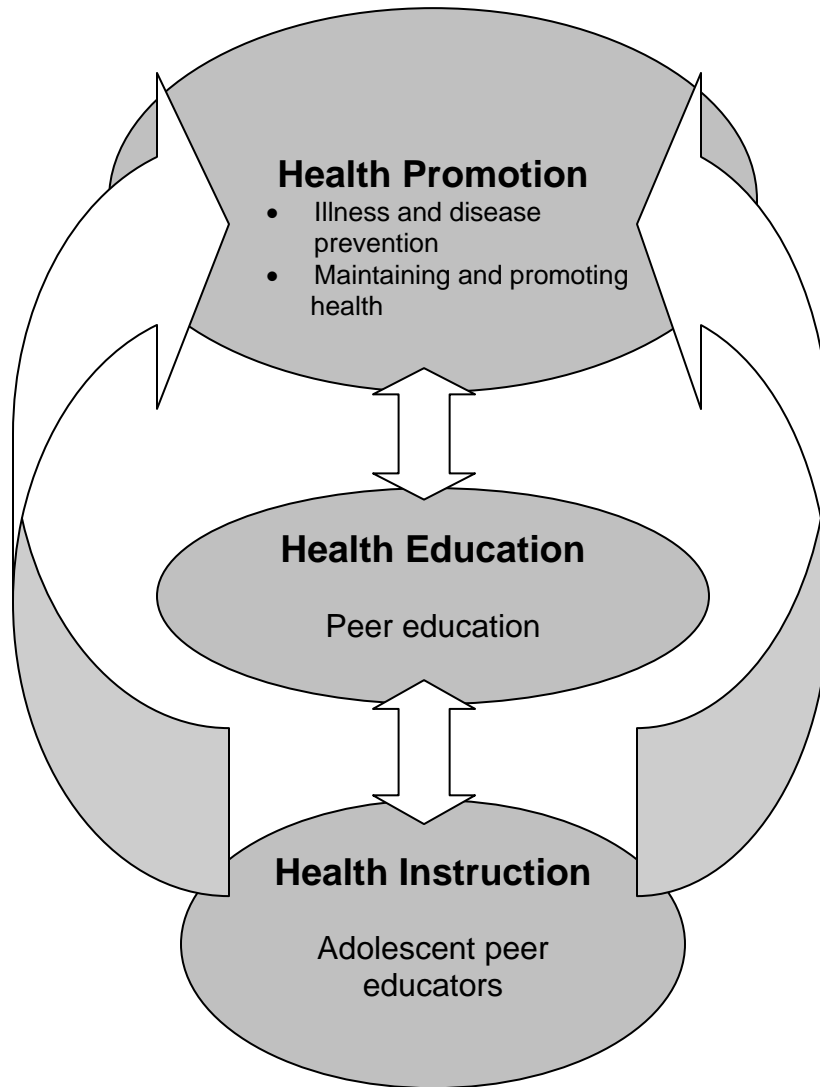 Health Promotion
• Illness and disease
prevention
• Maintaining and promoting
health
Health Education
Peer education
Health Instruction
Adolescent peer
educators